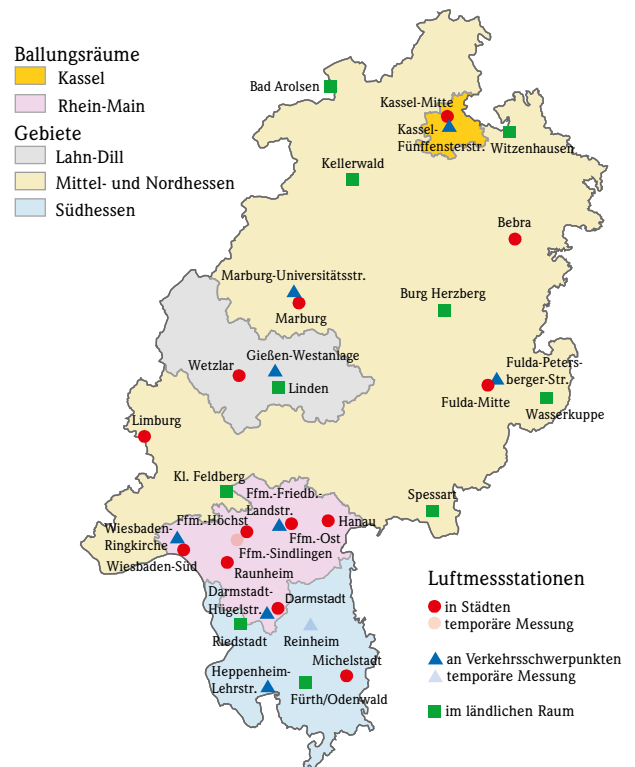 Ballungsräume
Kassel
Rhein-Main
Gebiete
Lahn-Dill
Mittel- und Nordhessen
Südhessen
Bad Arolsen
Kassel-Mitte
Kassel-
Fünffensterstr.
Witzenhausen
Kellerwald
Bebra
Marburg-Universitätsstr.
Marburg
Burg Herzberg
Gießen-Westanlage
Wetzlar
Linden
Fulda-Peters-
berger-Str.
Fulda-Mitte
Wasserkuppe
Limburg
Kl. Feldberg
Ffm.-Friedb.-
Landstr.
Spessart
Ffm.-Höchst
Hanau
Wiesbaden-
Ringkirche
Ffm.-Ost
Ffm.-Sindlingen
Wiesbaden-Süd
Raunheim
Darmstadt-
Hügelstr.
Darmstadt
Riedstadt
Reinheim
Michelstadt
Heppenheim-
Lehrstr.
Fürth/Odenwald
Luftmessstationen
in Städten
temporäre Messung
an Verkehrsschwerpunkten
temporäre Messung
im ländlichen Raum